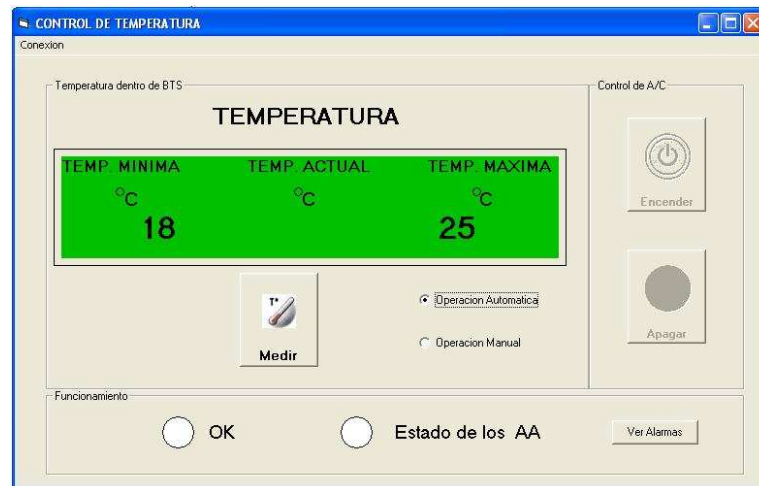 CONTROL DE TEMPERATURA
Conexion
Temperatura dentro de BTS
Control de A/C
TEMPERATURA
TEMP. MINIMA TEMP. ACTUAL TEMP. MAXIMA
°C °C °C
18 25
Encender
T°
Medir
Operacion Automatica
Operacion Manual
Apagar
Funcionamiento
OK Estado de los AA Ver Alarmas